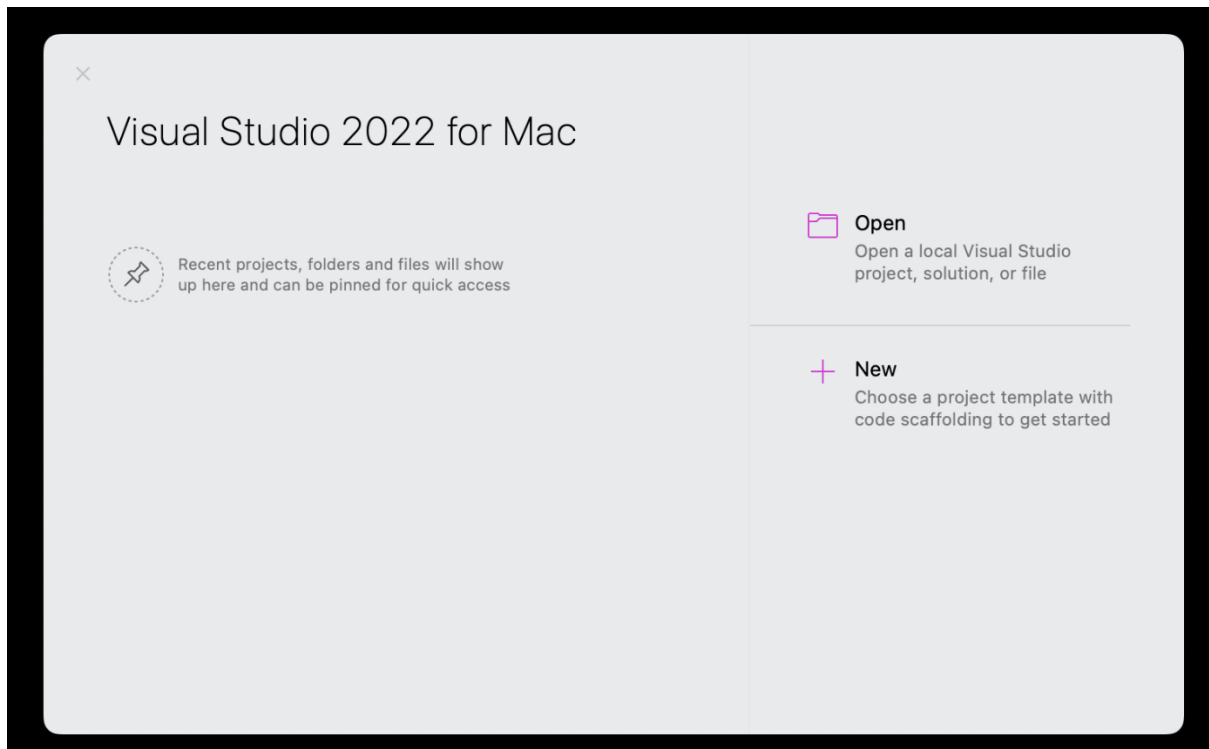 Visual Studio 2022 for Mac
Recent projects, folders and files will show
up here and can be pinned for quick access
Open
Open a local Visual Studio
project, solution, or file
New
Choose a project template with
code scaffolding to get started